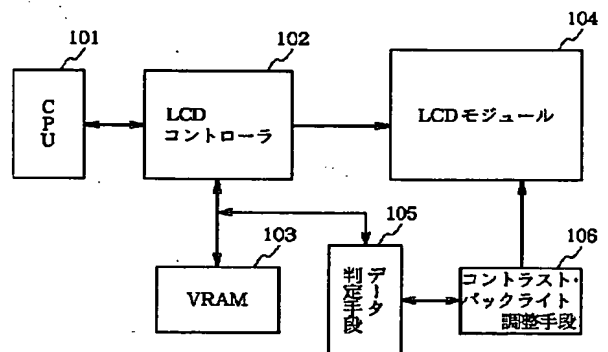 101
CPU
102
LCD
コントローラ
104
LCDモジュール
103
VRAM
105
データ
判定手段
106
コントラスト・
バックライト
調整手段